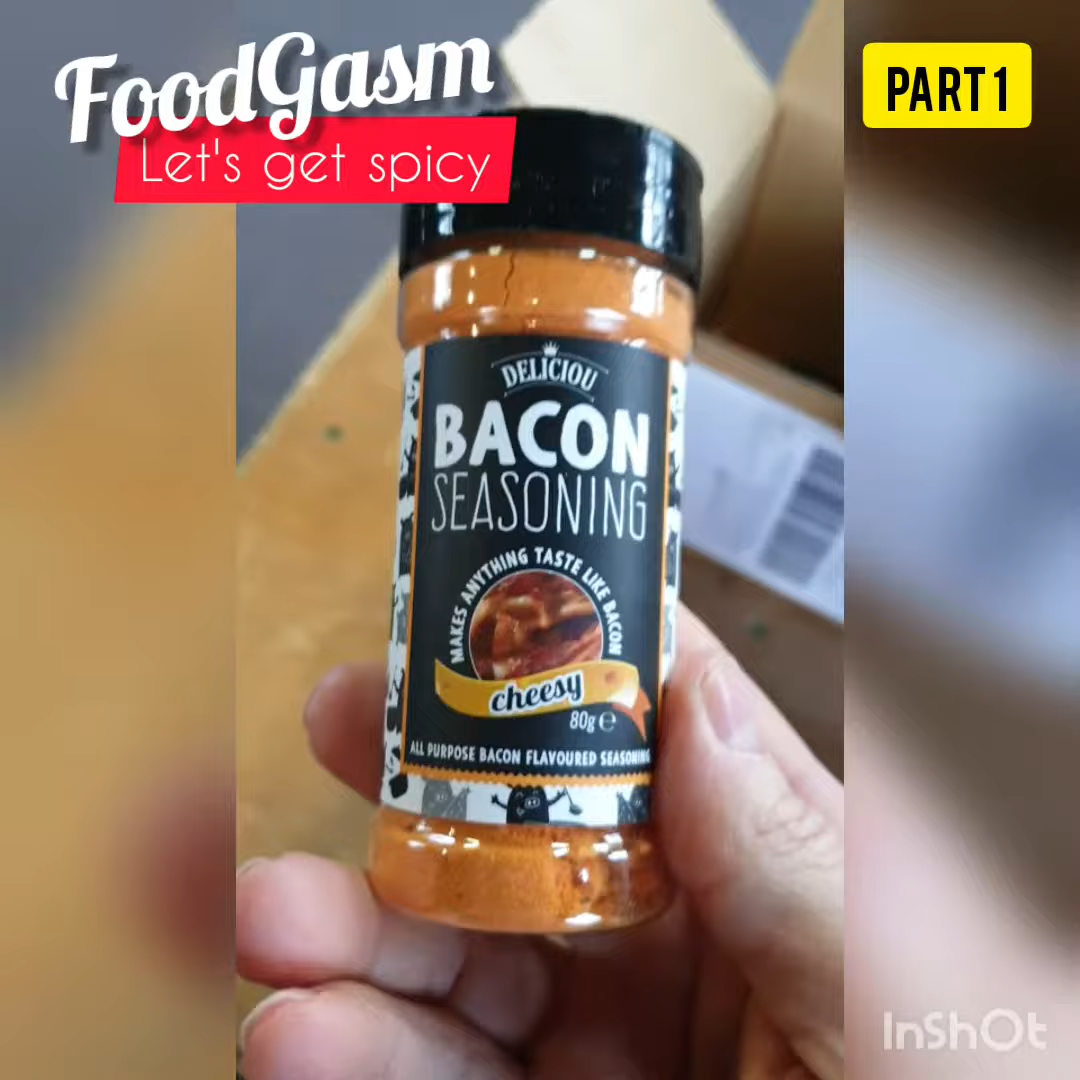 FoodGasm
Let's get spicy
PART 1
DELICIOU
BACON
SEASONING
MAKES ANYTHING TASTE LIKE BACON
cheesy
80g ℮
ALL PURPOSE BACON FLAVOURED SEASONING
InShOt